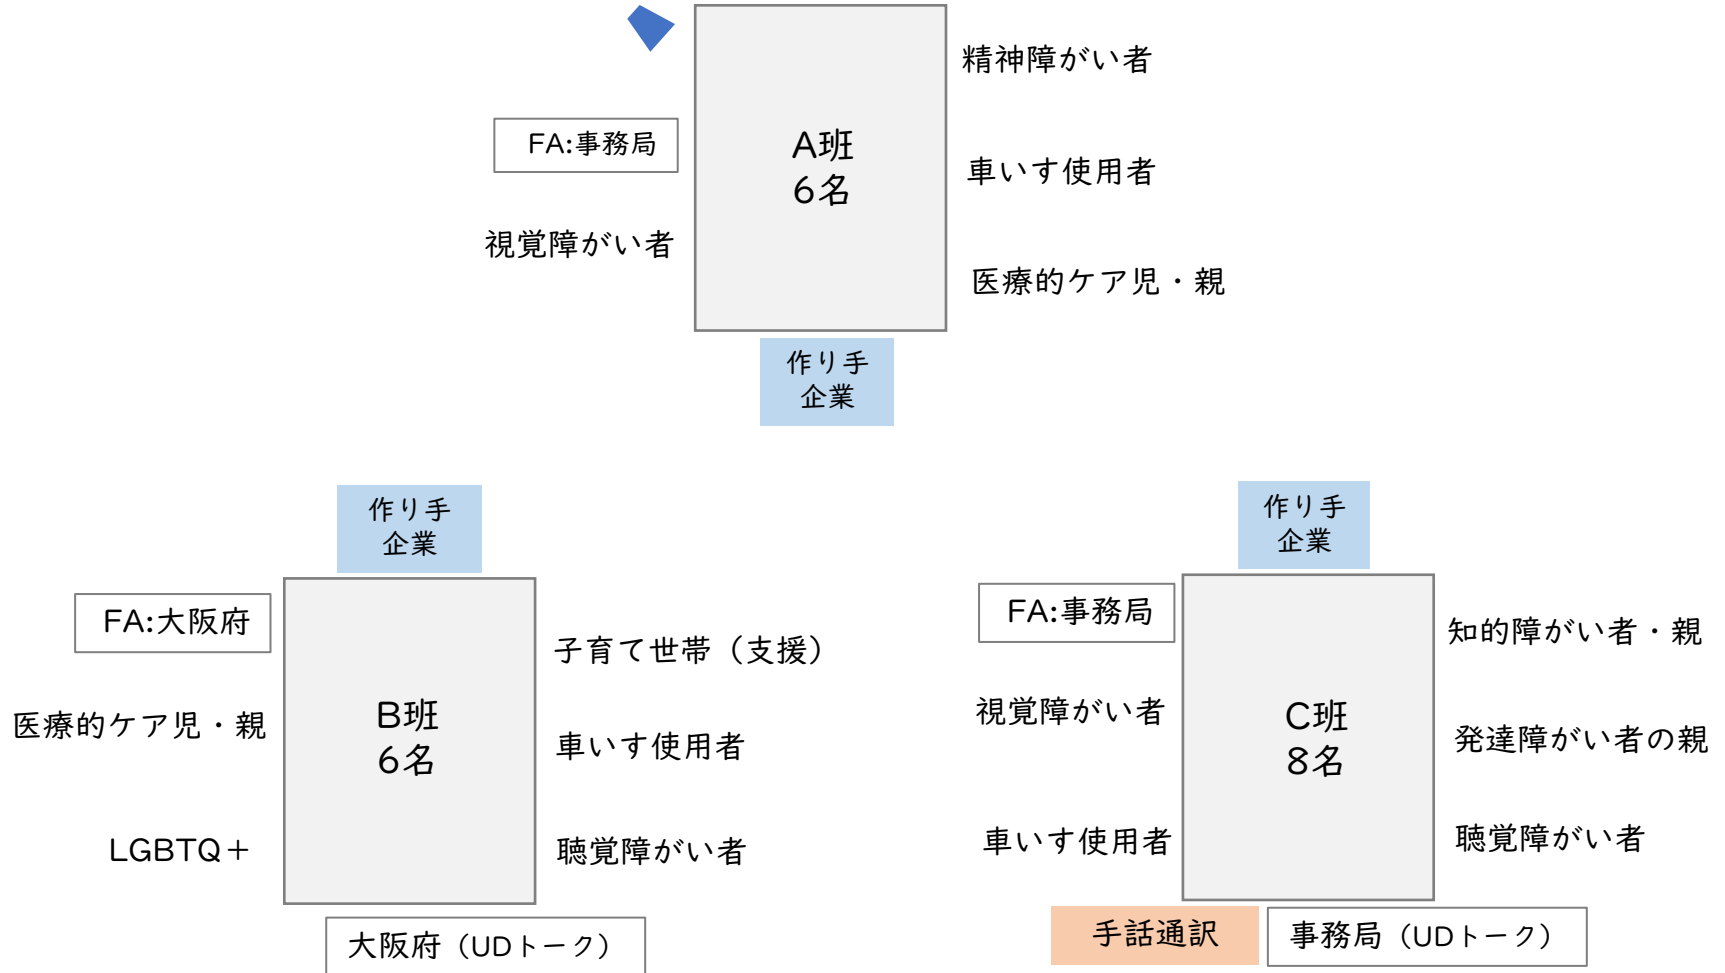 精神障がい者
FA:事務局
A班
6名
車いす使用者
視覚障がい者
医療的ケア児・親
作り手
企業
作り手
企業
FA:大阪府
子育て世帯（支援）
医療的ケア児・親
B班
6名
車いす使用者
LGBTQ＋
聴覚障がい者
大阪府（UDトーク）
作り手
企業
FA:事務局
知的障がい者・親
視覚障がい者
C班
8名
発達障がい者の親
車いす使用者
聴覚障がい者
手話通訳
事務局（UDトーク）